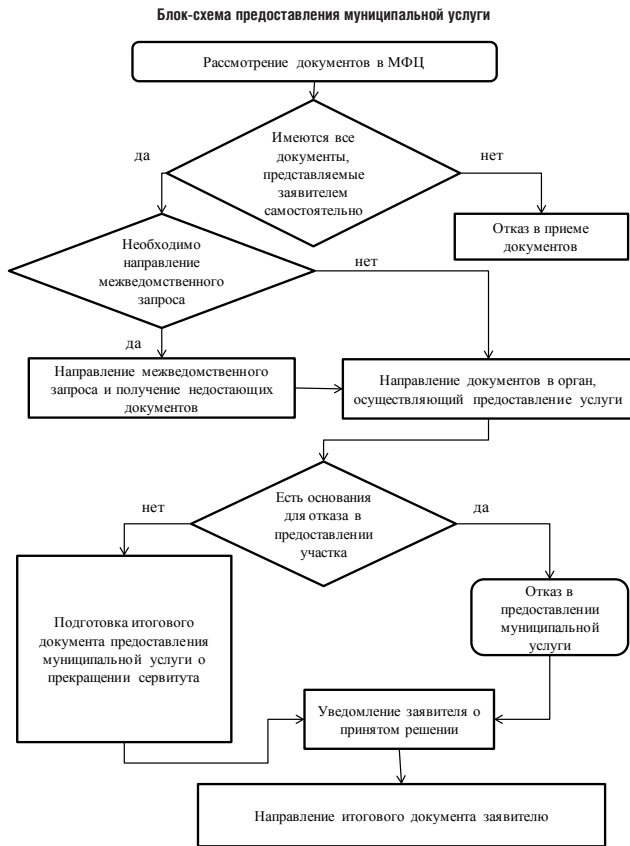 Блок-схема предоставления муниципальной услуги
Рассмотрение документов в МФЦ
Имеются все
документы,
представляемые
заявителем
самостоятельно
да
нет
Отказ в приеме
документов
Необходимо
направление
межведомственного
запроса
нет
да
Направление межведомственного
запроса и получение недостающих
документов
Направление документов в орган,
осуществляющий предоставление услуги
Есть основания
для отказа в
предоставлении
участка
нет
да
Подготовка итогового
документа предоставления
муниципальной услуги о
прекращении сервитута
Отказ в
предоставлении
муниципальной
услуги
Уведомление заявителя о
принятом решении
Направление итогового документа заявителю